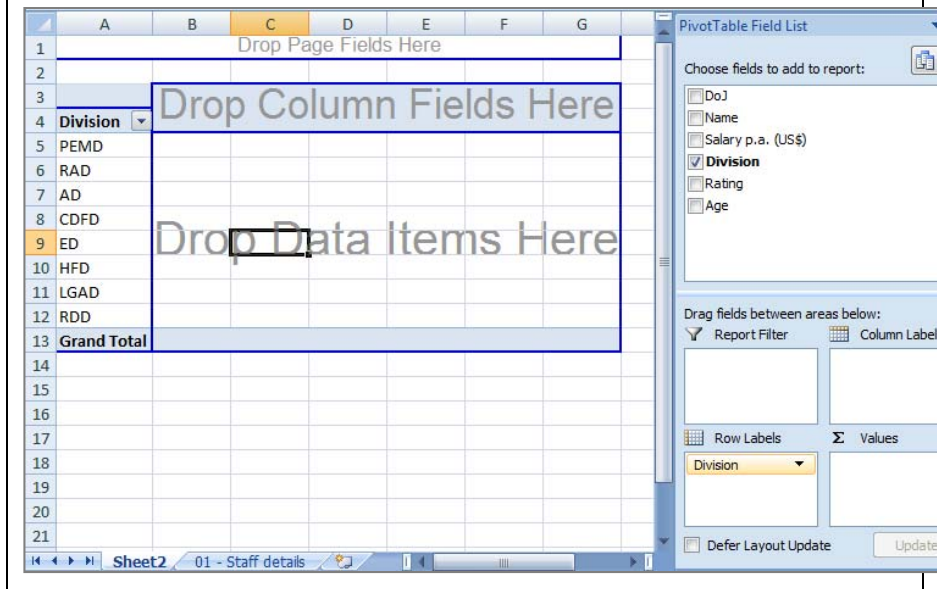 A B C D E F G
1 Drop Page Fields Here
2
3 Drop Column Fields Here
4 Division
5 PEMD
6 RAD
7 AD
8 CDFD
9 ED Drop Data Items Here
10 HFD
11 LGAD
12 RDD
13 Grand Total
14
15
16
17
18
19
20
21
Sheet2 01 - Staff details
PivotTable Field List
Choose fields to add to report:
DoJ
Name
Salary p.a. (US$)
Division
Rating
Age
Drag fields between areas below:
Report Filter Column Label
Row Labels Σ Values
Division
Defer Layout Update Update